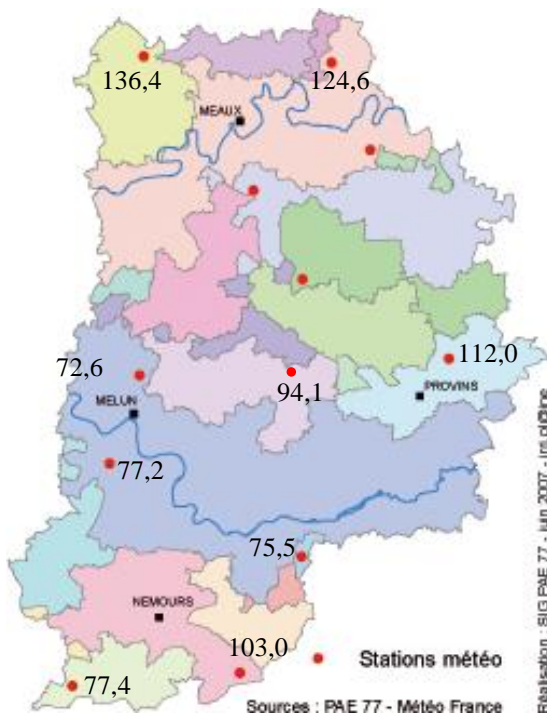 136,4
124,6
MEAUX
112,0
72,6
94,1
PROVINS
MELUN
77,2
75,5
NEMOURS
103,0
Stations météo
77,4
Sources : PAE 77 - Météo France
Réalisation : SIG PAE 77 - juin 2007 -